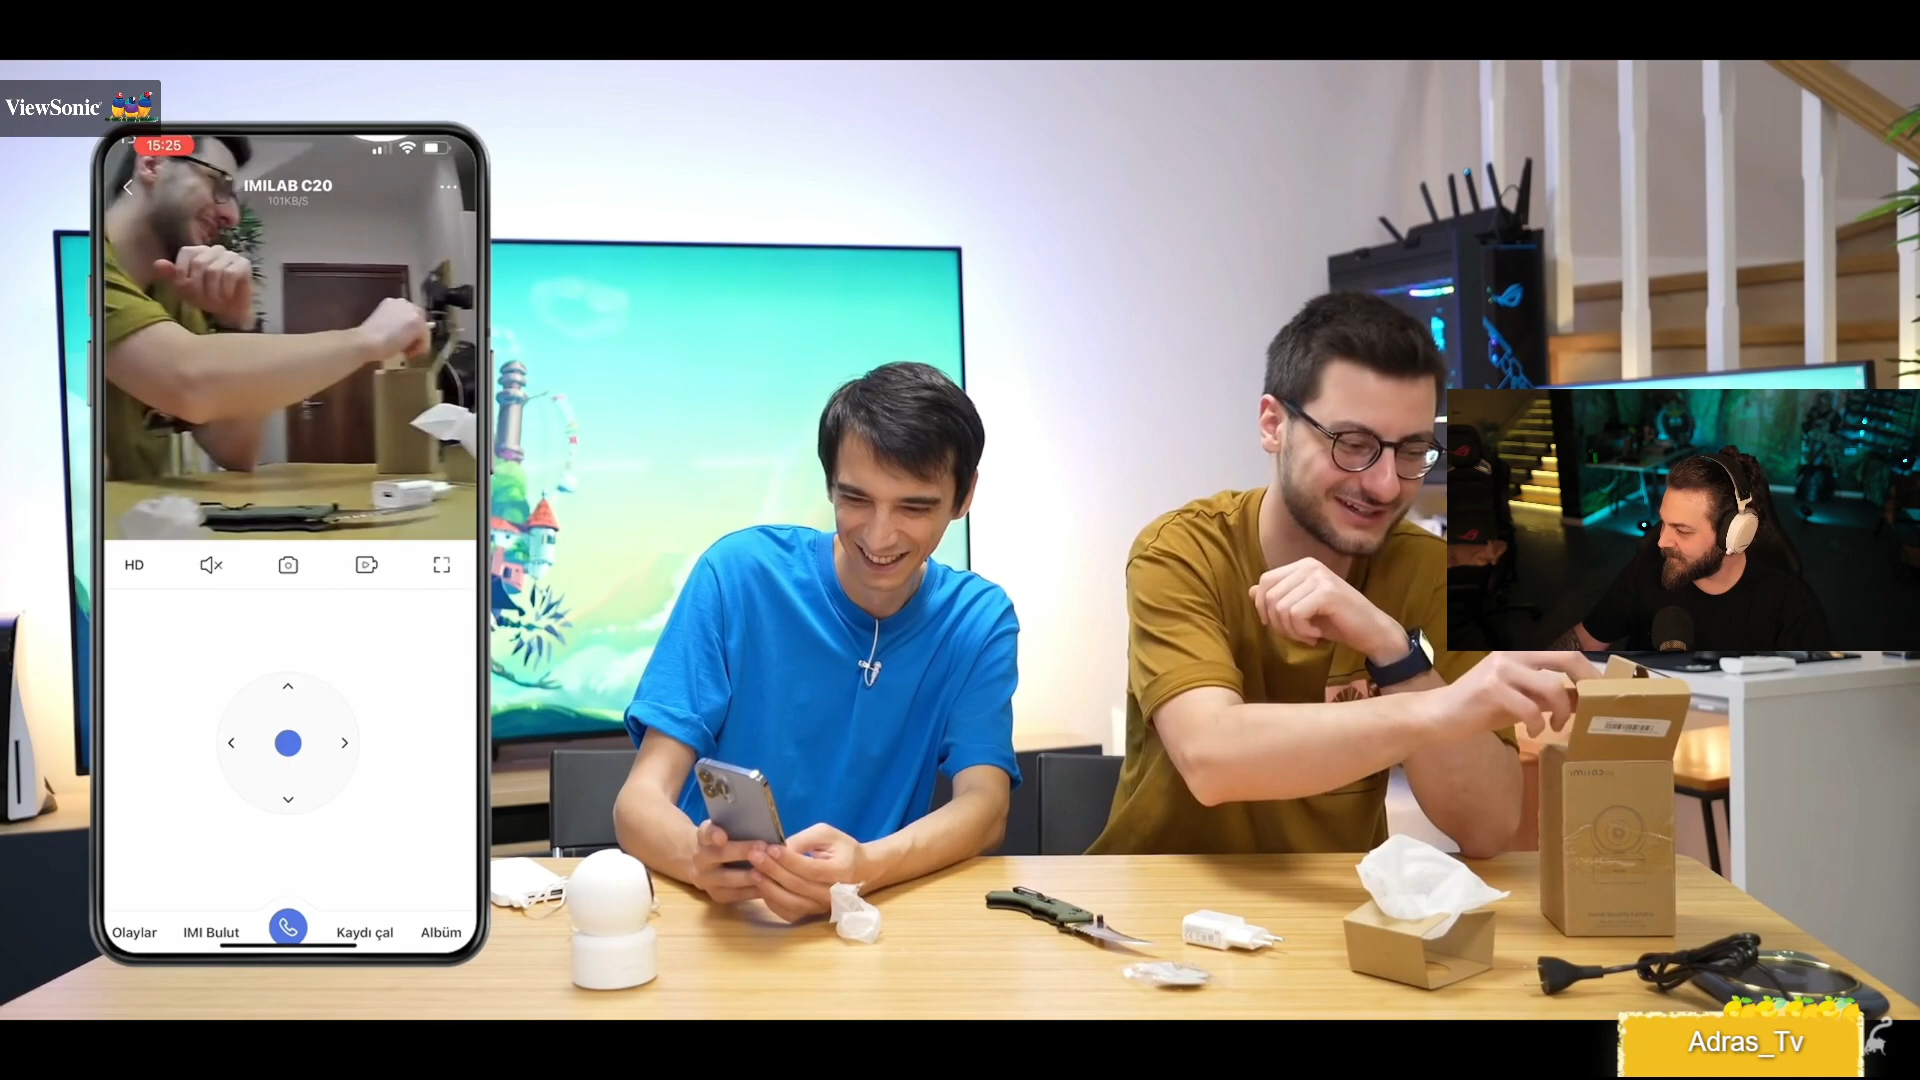 ViewSonic
15:25
IMILAB C20
101KB/S
HD
Olaylar
IMI Bulut
Kaydı çal
Albüm
Adras_Tv